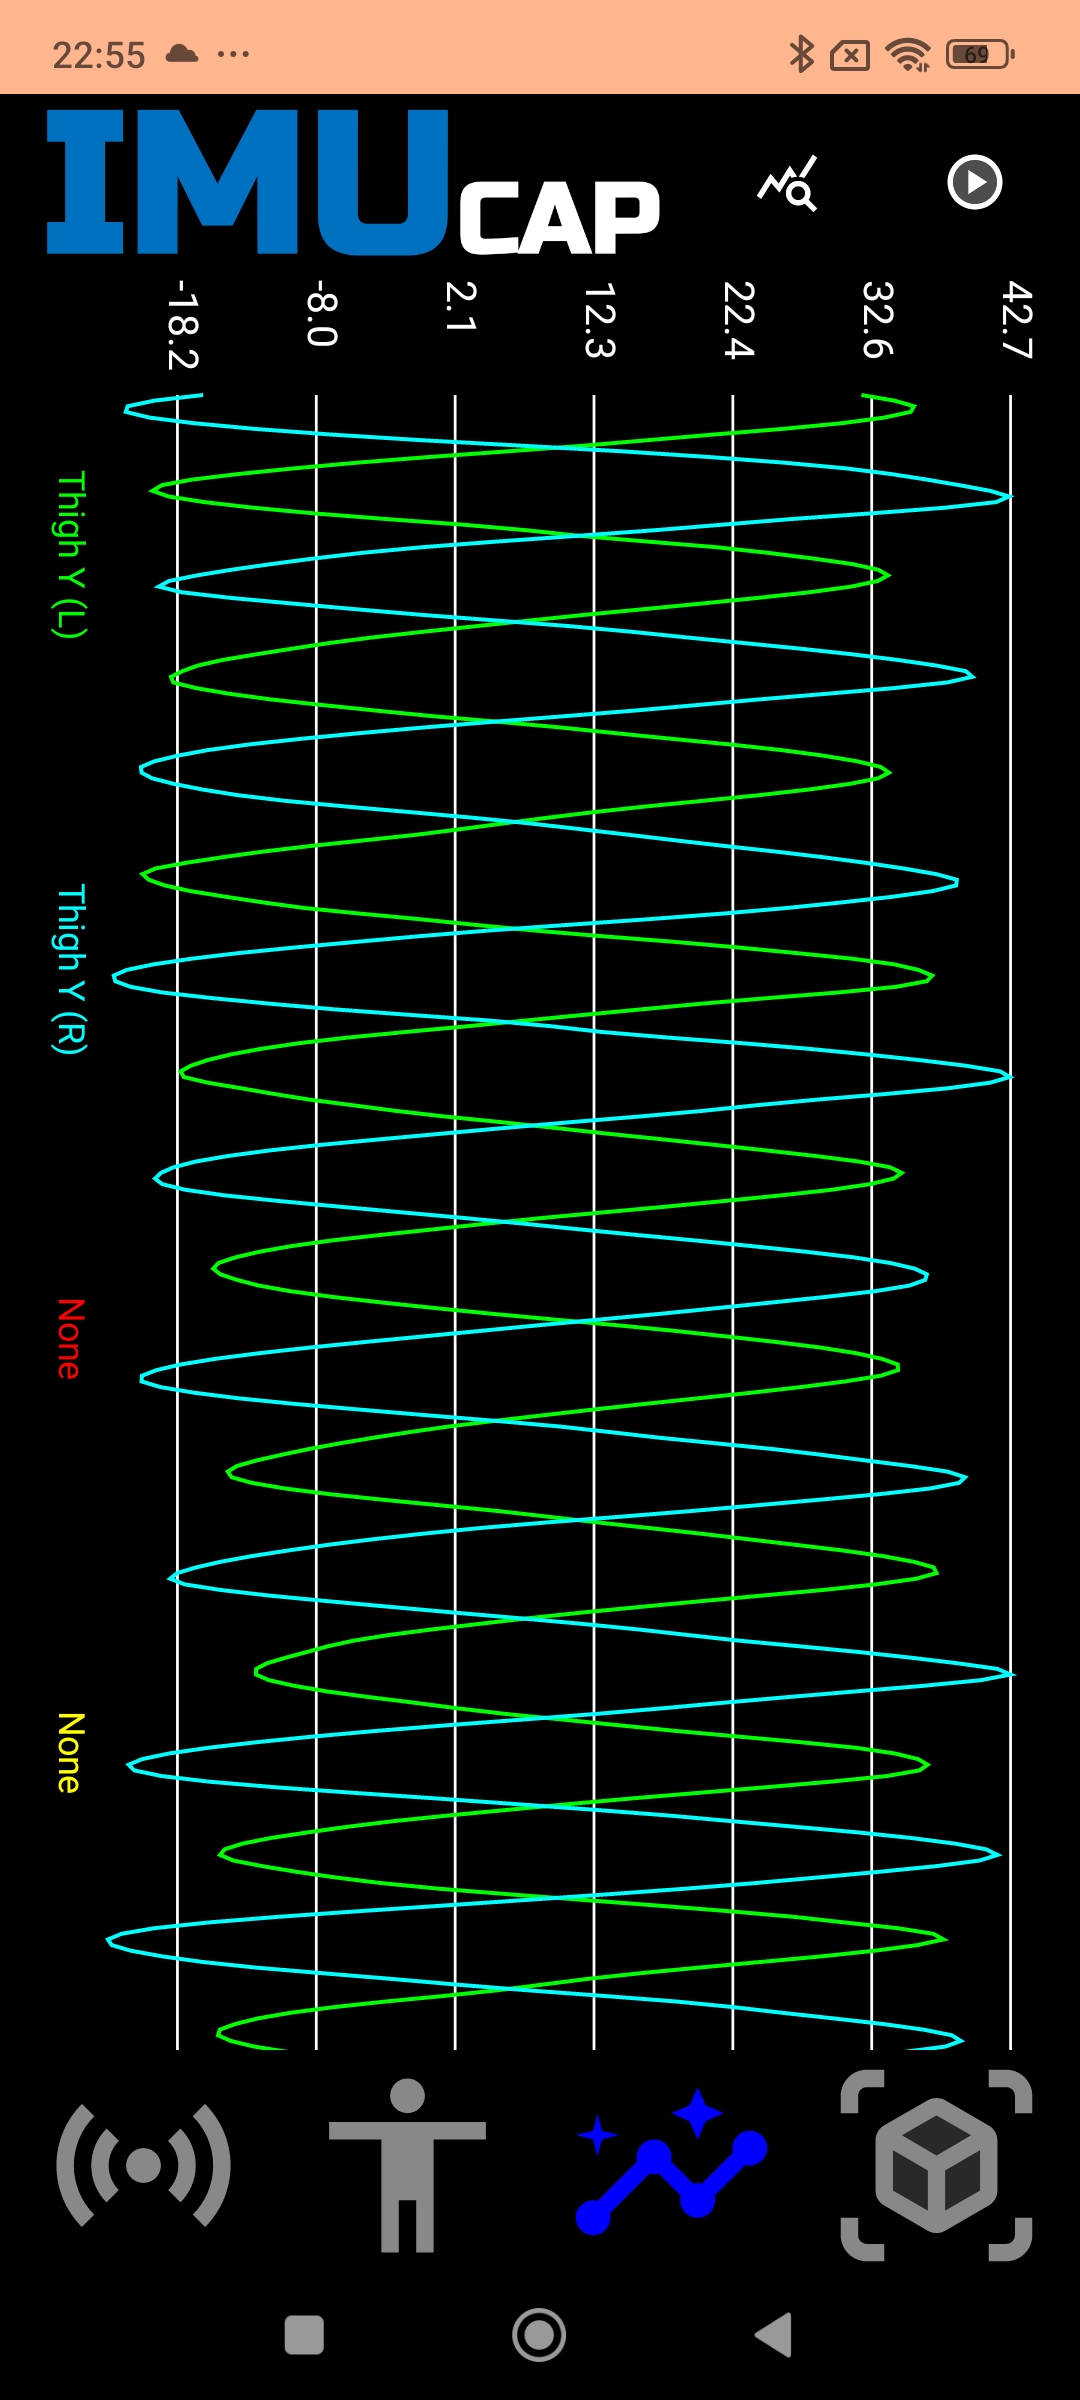 22:55
69
IMU CAP
-18.2
-8.0
2.1
12.3
22.4
32.6
42.7
Thigh Y (L)
Thigh Y (R)
None
None